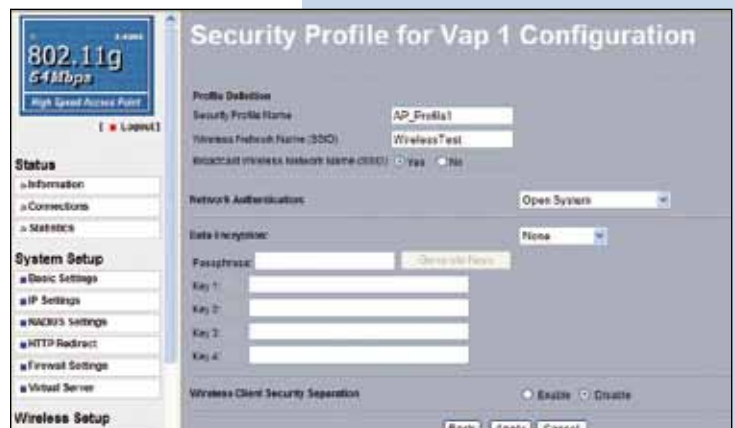 802.11g
54Mbps
High Speed Access Point
[ Logout]
Status
Information
Connections
Statistics
System Setup
Basic Settings
IP Settings
RADIUS Settings
HTTP Redirect
Firewall Settings
Virtual Server
Wireless Setup
Security Profile for Vap 1 Configuration
Profile Definition
Security Profile Name AP_Profile1
Wireless Network Name (SSID) WirelessTest
Broadcast Wireless Network Name (SSID) Yes No
Network Authentication: Open System
Data Encryption: None
Passphrase: Generate Keys
Key 1:
Key 2:
Key 3:
Key 4:
Wireless Client Security Separation Enable Disable
Back Apply Cancel